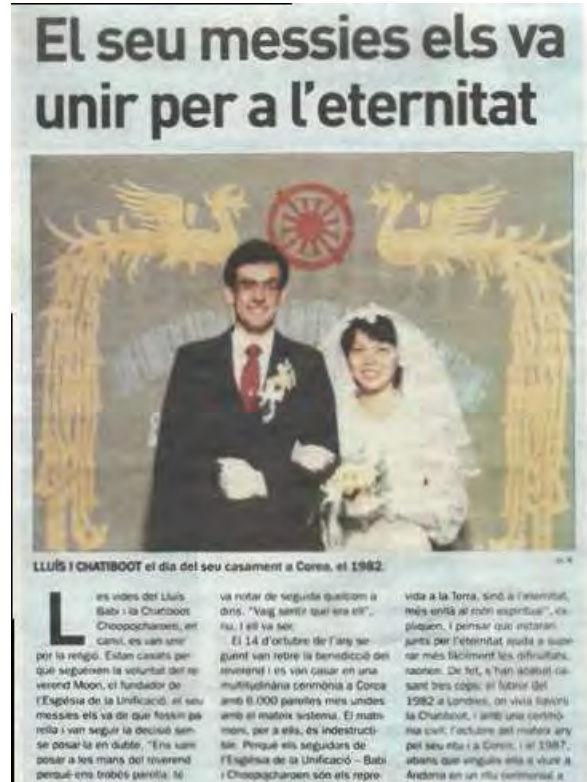 El seu messies els va
unir per a l'eternitat
LLUÍS I CHATIBOOT el dia del seu casament a Corea, el 1982.
Les vides del Lluís
Babi i la Chatiboot
Choopojcharoen, en
canvi, es van unir
per la religió. Estan casats per
què segueixen la voluntat del re
verend Moon, el fundador de
l'Església de la Unificació. el seu
messies els va dir que fossin pa
rella i van seguir la decisió sen-
se posar-la en dubte. "Ens vam
posar a les mans del reverend
perquè ens trobés parella, té
va notar de seguida quelcom a
dins. "Vaig sentir que era ell",
riu. I ell va ser.
El 14 d'octubre de l'any se
güent van rebre la benedicció del
reverend i es van casar en una
multitudinària cerimònia a Corea
amb 6.000 parelles més unides
amb el mateix sistema. El matri
moni, per a ells, és indestructi
ble. Perquè els seguidors de
l'Església de la Unificació – Babi
i Choopojcharoen són els repre
vida a la Terra, sinó a l'eternitat,
més enllà al món espiritual", ex
pliquen. I pensar que estaran
junts per l'eternitat ajuda a supe
rar més fàcilment les dificultats,
raonen. De fet, s'han acabat ca
sant tres cops: el febrer del
1982 a Londres, on vivia llavors
la Chatiboot, i amb una cerimò
nia civil; l'octubre del mateix any
pel seu ritu i a Corea, i el 1987,
abans que vingués ella a viure a
Andorra en un rito